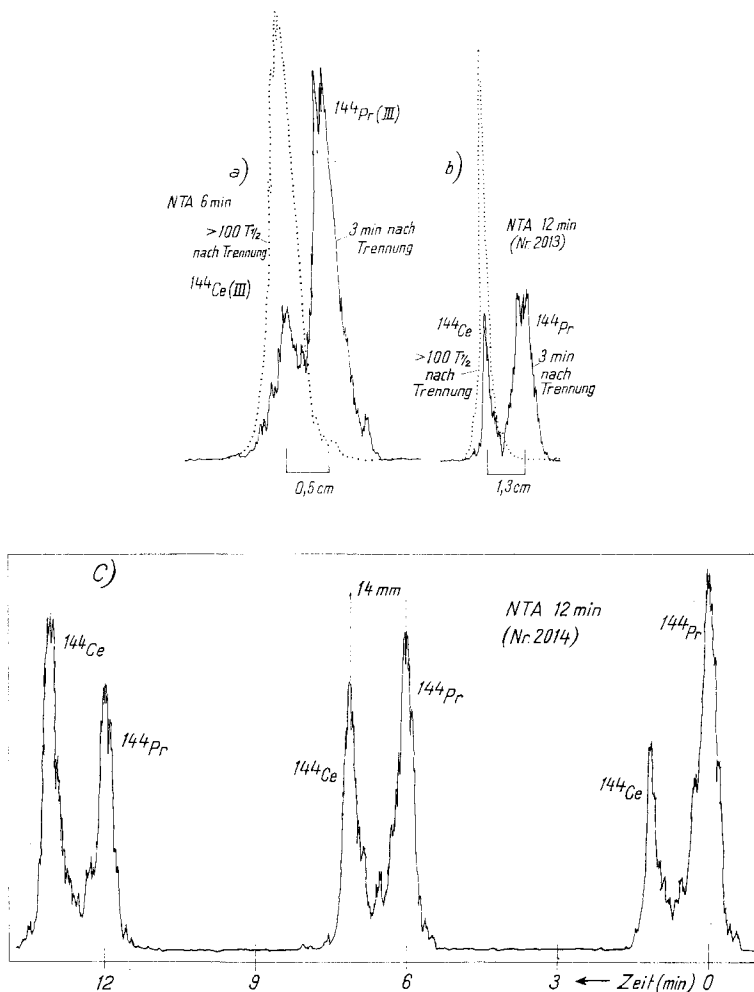 a)
NTA 6 min
>100 T½
nach Trennung
¹⁴⁴Ce (III)
¹⁴⁴Pr (III)
3 min nach
Trennung
0,5 cm
b)
NTA 12 min
(Nr. 2013)
¹⁴⁴Ce
>100 T½
nach
Trennung
¹⁴⁴Pr
3 min
nach
Trennung
1,3 cm
C)
¹⁴⁴Ce
¹⁴⁴Pr
14 mm
¹⁴⁴Ce
¹⁴⁴Pr
NTA 12 min
(Nr. 2014)
¹⁴⁴Pr
¹⁴⁴Ce
12 9 6 3 ← Zeit (min) 0